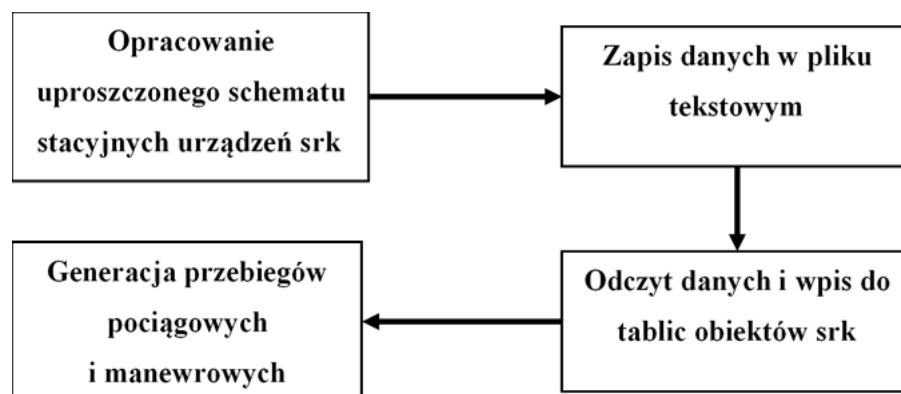 Opracowanie
uproszczonego schematu
stacyjnych urządzeń srk
Zapis danych w pliku
tekstowym
Odczyt danych i wpis do
tablic obiektów srk
Generacja przebiegów
pociągowych
i manewrowych